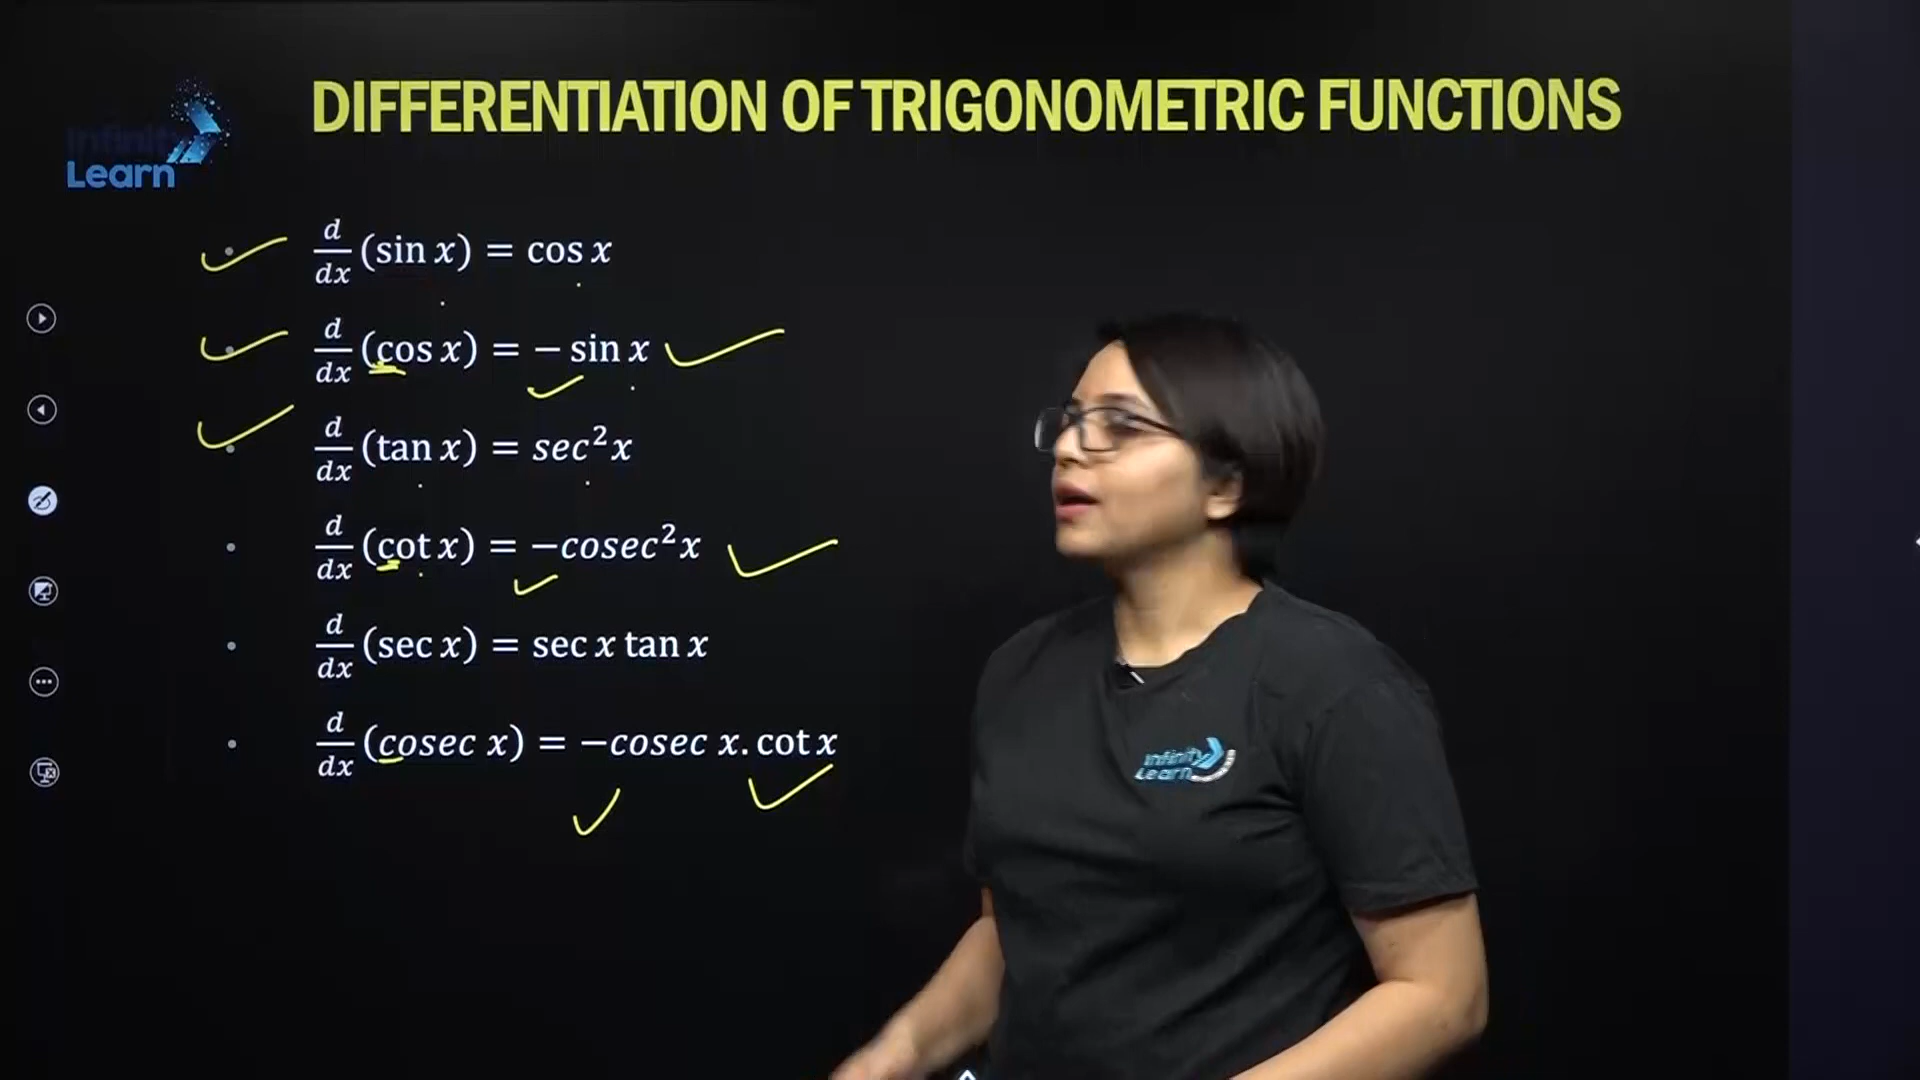 Infinity
Learn
DIFFERENTIATION OF TRIGONOMETRIC FUNCTIONS
d/dx (sin x) = cos x
d/dx (cos x) = − sin x
d/dx (tan x) = sec²x
d/dx (cot x) = −cosec²x
d/dx (sec x) = sec x tan x
d/dx (cosec x) = −cosec x. cot x
Infinity
Learn